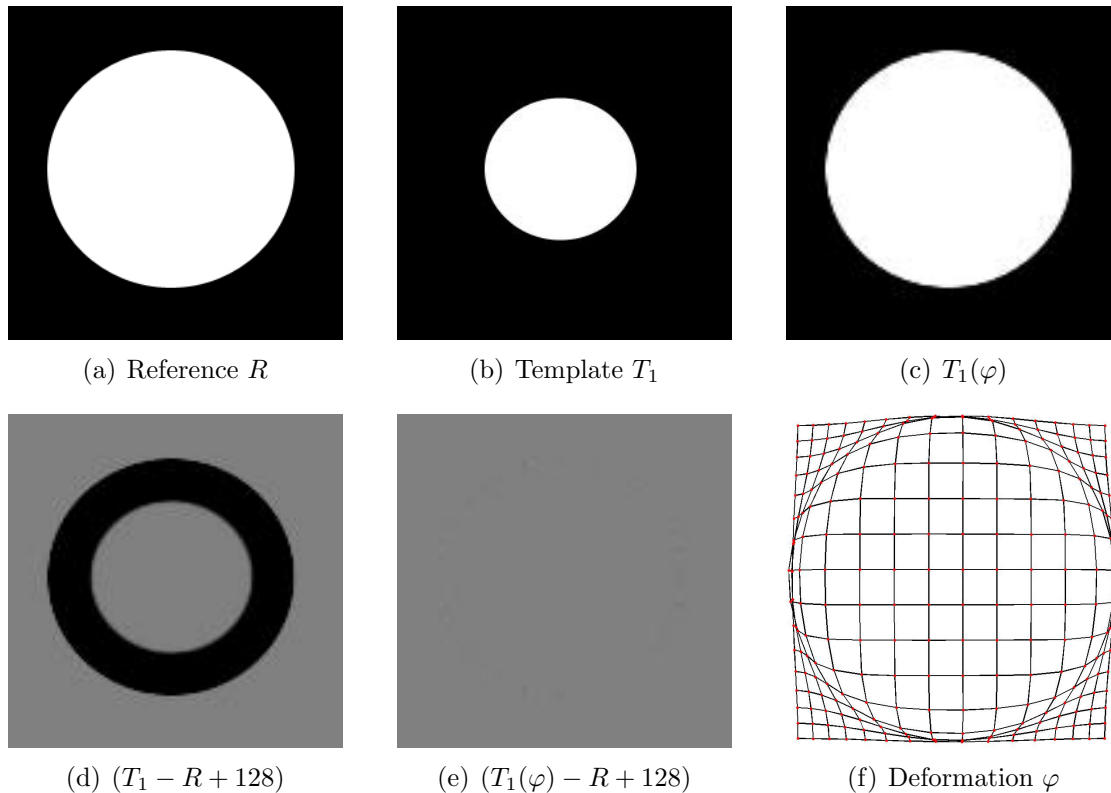 (a) Reference R
(b) Template T₁
(c) T₁(φ)
(d) (T₁ − R + 128)
(e) (T₁(φ) − R + 128)
(f) Deformation φ